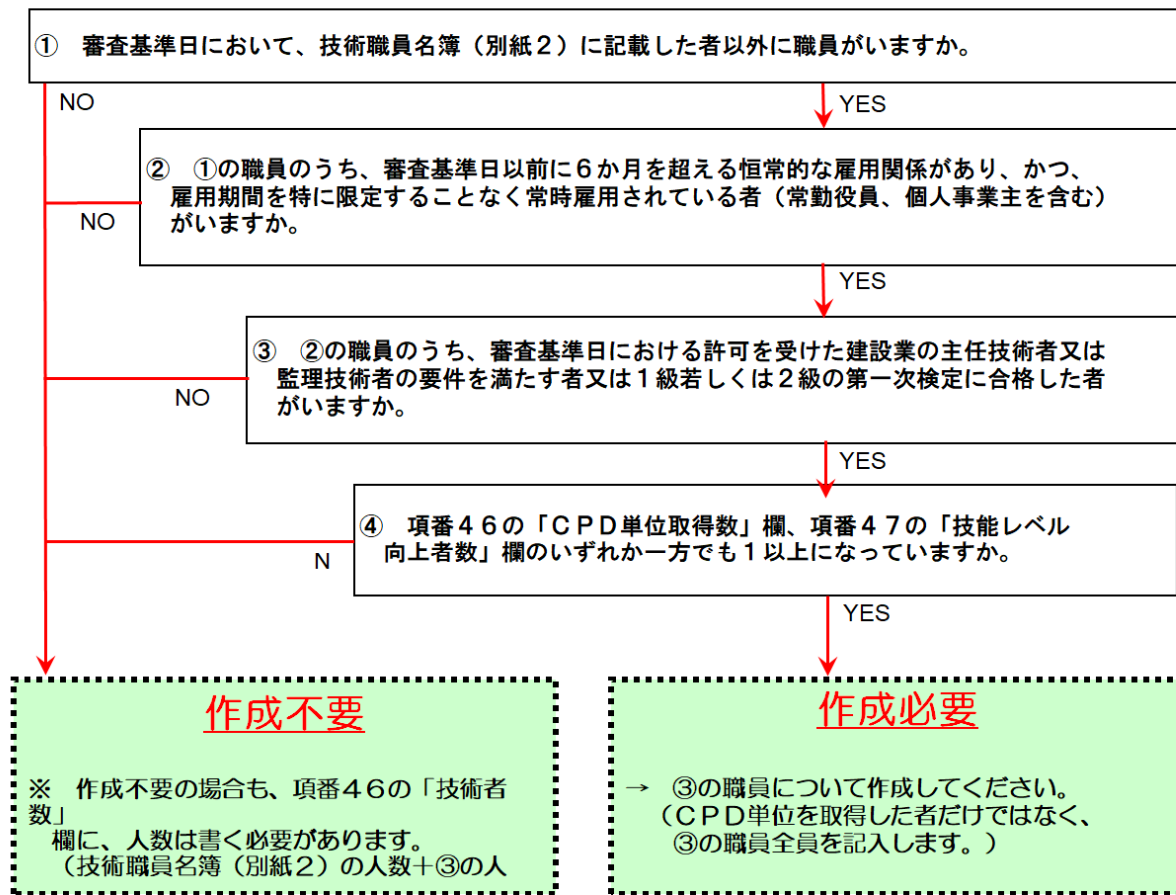 ① 審査基準日において、技術職員名簿（別紙２）に記載した者以外に職員がいますか。
NO
YES
② ①の職員のうち、審査基準日以前に６か月を超える恒常的な雇用関係があり、かつ、
雇用期間を特に限定することなく常時雇用されている者（常勤役員、個人事業主を含む）
がいますか。
NO
YES
③ ②の職員のうち、審査基準日における許可を受けた建設業の主任技術者又は
監理技術者の要件を満たす者又は１級若しくは２級の第一次検定に合格した者
がいますか。
NO
YES
④ 項番４６の「ＣＰＤ単位取得数」欄、項番４７の「技能レベル
向上者数」欄のいずれか一方でも１以上になっていますか。
N
YES
作成不要
※ 作成不要の場合も、項番４６の「技術者
数」
欄に、人数は書く必要があります。
（技術職員名簿（別紙２）の人数＋③の人
作成必要
→ ③の職員について作成してください。
（ＣＰＤ単位を取得した者だけではなく、
③の職員全員を記入します。）